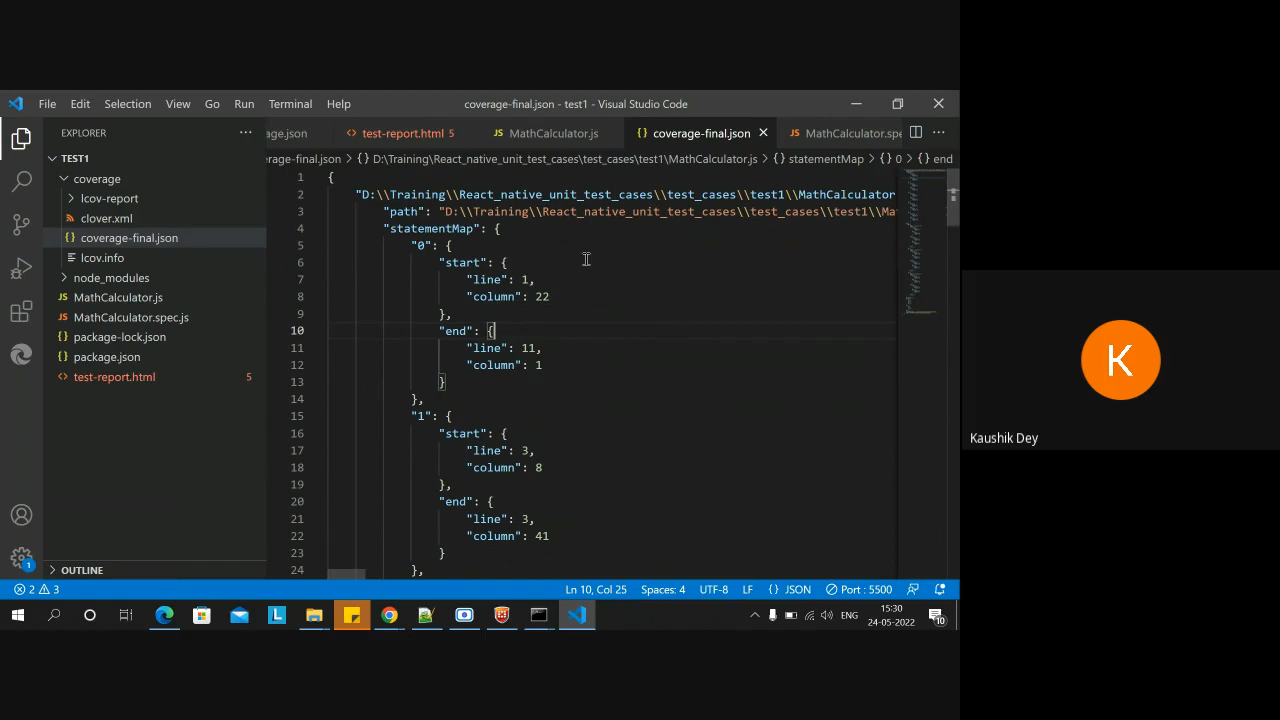 File Edit Selection View Go Run Terminal Help
coverage-final.json - test1 - Visual Studio Code
EXPLORER
TEST1
coverage
lcov-report
clover.xml
coverage-final.json
lcov.info
node_modules
MathCalculator.js
MathCalculator.spec.js
package-lock.json
package.json
test-report.html 5
OUTLINE
age.json test-report.html 5 MathCalculator.js coverage-final.json MathCalculator.spe
erage-final.json > {} D:\Training\React_native_unit_test_cases\test_cases\test1\MathCalculator.js > {} statementMap > {} 0 > {} end
1 {
2 "D:\\Training\\React_native_unit_test_cases\\test_cases\\test1\\MathCalculator
3 "path": "D:\\Training\\React_native_unit_test_cases\\test_cases\\test1\\Ma
4 "statementMap": {
5 "0": {
6 "start": {
7 "line": 1,
8 "column": 22
9 },
10 "end": {
11 "line": 11,
12 "column": 1
13 }
14 },
15 "1": {
16 "start": {
17 "line": 3,
18 "column": 8
19 },
20 "end": {
21 "line": 3,
22 "column": 41
23 }
24 },
1
2 3 Ln 10, Col 25 Spaces: 4 UTF-8 LF {} JSON Port : 5500
L ENG 15:30
24-05-2022 10
K
Kaushik Dey